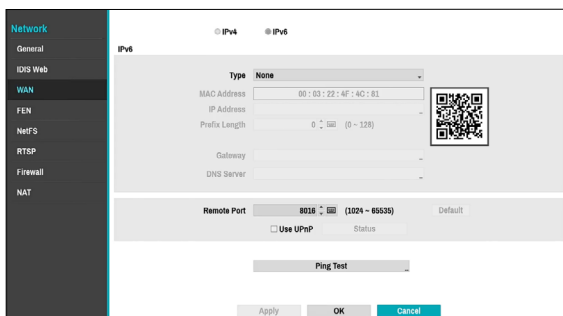 Network
IPv4 IPv6
General
IPv6
IDIS Web
Type None
WAN
MAC Address 00 : 03 : 22 : 4F : 4C : 81
FEN
IP Address
Prefix Length 0 (0 ~ 128)
NetFS
RTSP
Gateway
Firewall
DNS Server
NAT
Remote Port 8016 (1024 ~ 65535) Default
Use UPnP Status
Ping Test
Apply OK Cancel